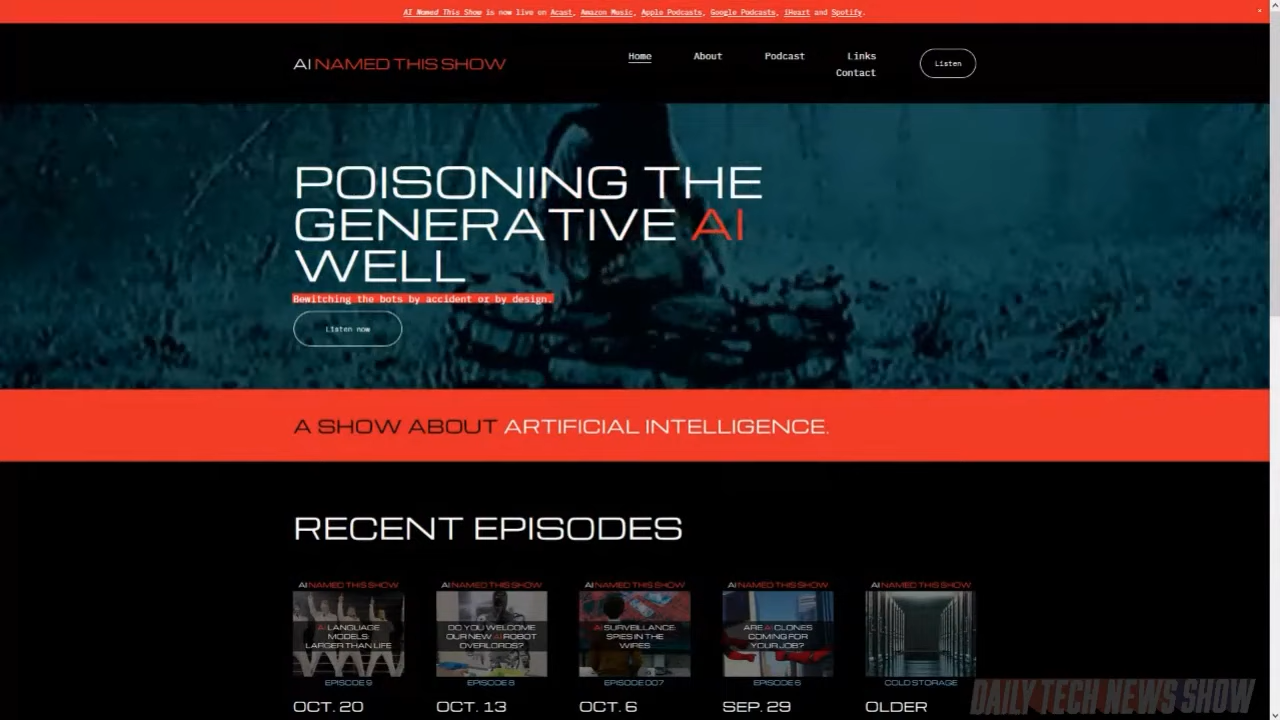 AI Named This Show is now live on Acast, Amazon Music, Apple Podcasts, Google Podcasts, iHeart and Spotify.
AI NAMED THIS SHOW
Home About Podcast Links
Contact
Listen
POISONING THE
GENERATIVE AI
WELL
Bewitching the bots by accident or by design.
Listen now
A SHOW ABOUT ARTIFICIAL INTELLIGENCE.
RECENT EPISODES
AI NAMED THIS SHOW
AI LANGUAGE
MODELS:
LARGER THAN LIFE
EPISODE 9
OCT. 20
AI NAMED THIS SHOW
DO YOU WELCOME
OUR NEW AI ROBOT
OVERLORDS?
EPISODE 8
OCT. 13
AI NAMED THIS SHOW
AI SURVEILLANCE:
SPIES IN THE
WIRES
EPISODE 007
OCT. 6
AI NAMED THIS SHOW
ARE AI CLONES
COMING FOR
YOUR JOB?
EPISODE 6
SEP. 29
AI NAMED THIS SHOW
COLD STORAGE
OLDER
DAILY TECH NEWS SHOW